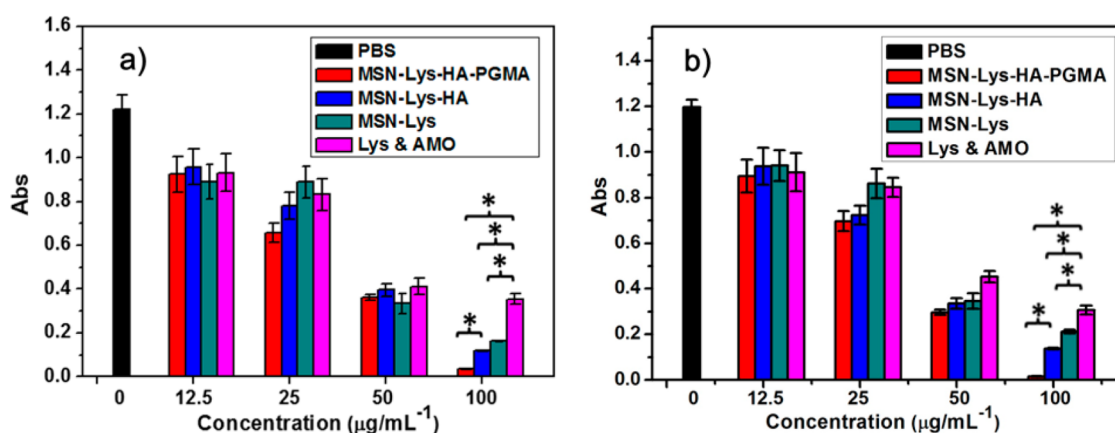 a)
PBS
MSN-Lys-HA-PGMA
MSN-Lys-HA
MSN-Lys
Lys & AMO
1.6
1.4
1.2
1.0
0.8
0.6
0.4
0.2
0.0
Abs
* * * *
0 12.5 25 50 100
Concentration (µg/mL⁻¹)
b)
PBS
MSN-Lys-HA-PGMA
MSN-Lys-HA
MSN-Lys
Lys & AMO
1.4
1.2
1.0
0.8
0.6
0.4
0.2
0.0
Abs
* * * *
0 12.5 25 50 100
Concentration (µg/mL⁻¹)